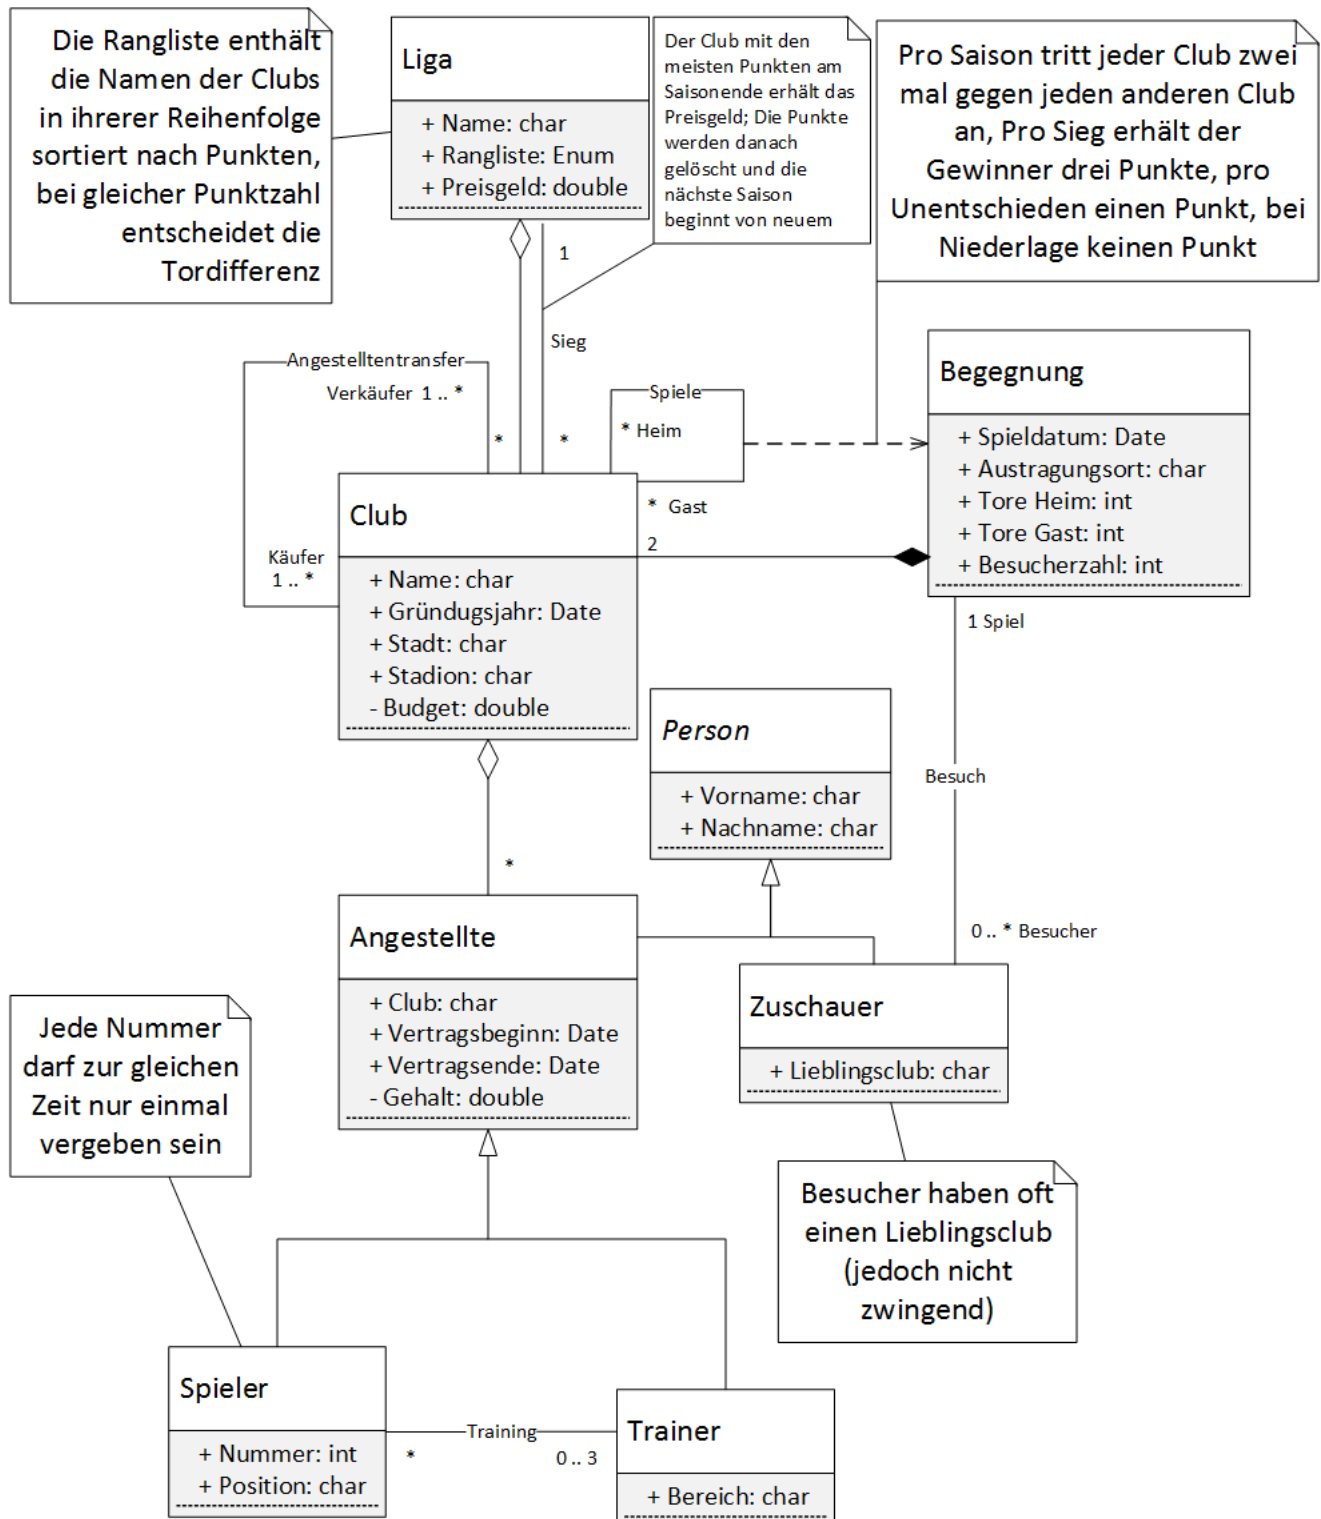 Die Rangliste enthält
die Namen der Clubs
in ihrerer Reihenfolge
sortiert nach Punkten,
bei gleicher Punktzahl
entscheidet die
Tordifferenz
Liga
+ Name: char
+ Rangliste: Enum
+ Preisgeld: double
Der Club mit den
meisten Punkten am
Saisonende erhält das
Preisgeld; Die Punkte
werden danach
gelöscht und die
nächste Saison
beginnt von neuem
Pro Saison tritt jeder Club zwei
mal gegen jeden anderen Club
an, Pro Sieg erhält der
Gewinner drei Punkte, pro
Unentschieden einen Punkt, bei
Niederlage keinen Punkt
1
Sieg
*
*
Angestelltentransfer
Verkäufer 1 .. *
Käufer
1 .. *
Spiele
* Heim
* Gast
2
Begegnung
+ Spieldatum: Date
+ Austragungsort: char
+ Tore Heim: int
+ Tore Gast: int
+ Besucherzahl: int
Club
+ Name: char
+ Gründugsjahr: Date
+ Stadt: char
+ Stadion: char
- Budget: double
1 Spiel
Besuch
0 .. * Besucher
Person
+ Vorname: char
+ Nachname: char
*
Angestellte
+ Club: char
+ Vertragsbeginn: Date
+ Vertragsende: Date
- Gehalt: double
Zuschauer
+ Lieblingsclub: char
Jede Nummer
darf zur gleichen
Zeit nur einmal
vergeben sein
Besucher haben oft
einen Lieblingsclub
(jedoch nicht
zwingend)
Spieler
+ Nummer: int
+ Position: char
Training
*
0 .. 3
Trainer
+ Bereich: char